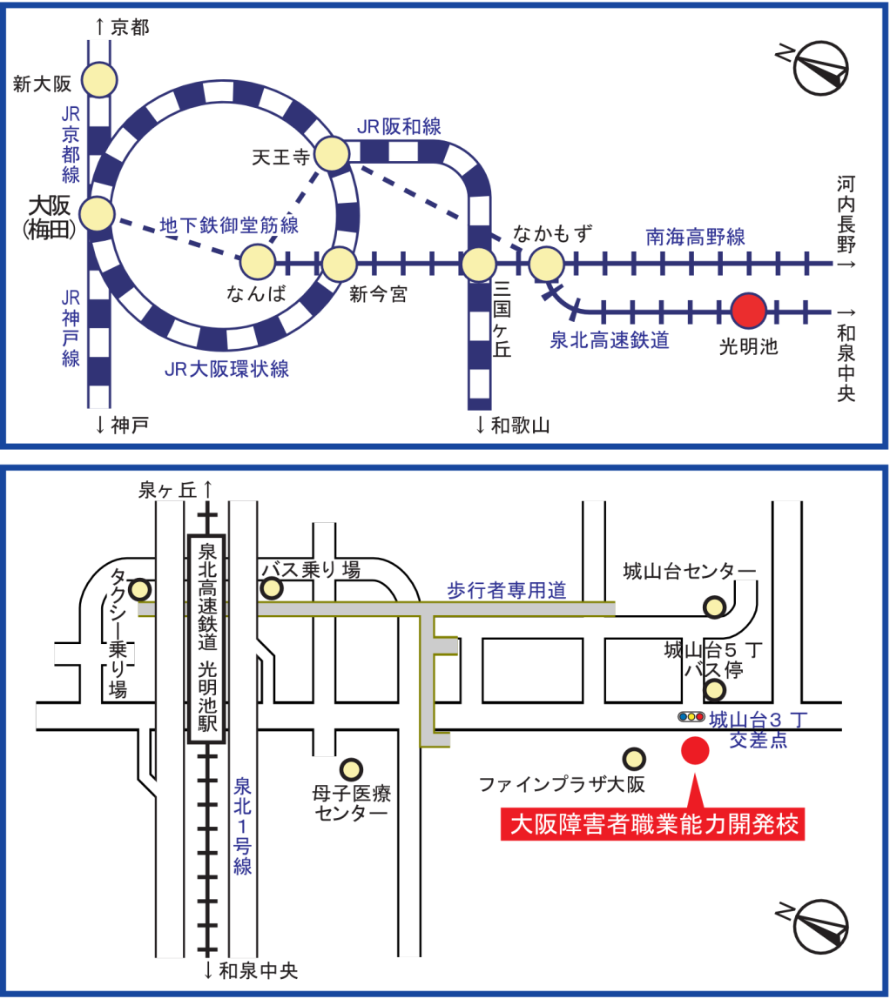 ↑京都
N
新大阪
JR京都線
JR阪和線
天王寺
大阪
(梅田)
地下鉄御堂筋線
なかもず
南海高野線
河内長野→
なんば
新今宮
三国ヶ丘
JR神戸線
泉北高速鉄道
光明池
→和泉中央
JR大阪環状線
↓神戸
↓和歌山
泉ヶ丘↑
泉北高速鉄道 光明池駅
タクシー乗り場
バス乗り場
歩行者専用道
城山台センター
城山台5丁
バス停
城山台3丁
交差点
母子医療
センター
ファインプラザ大阪
泉北1号線
大阪障害者職業能力開発校
N
↓和泉中央